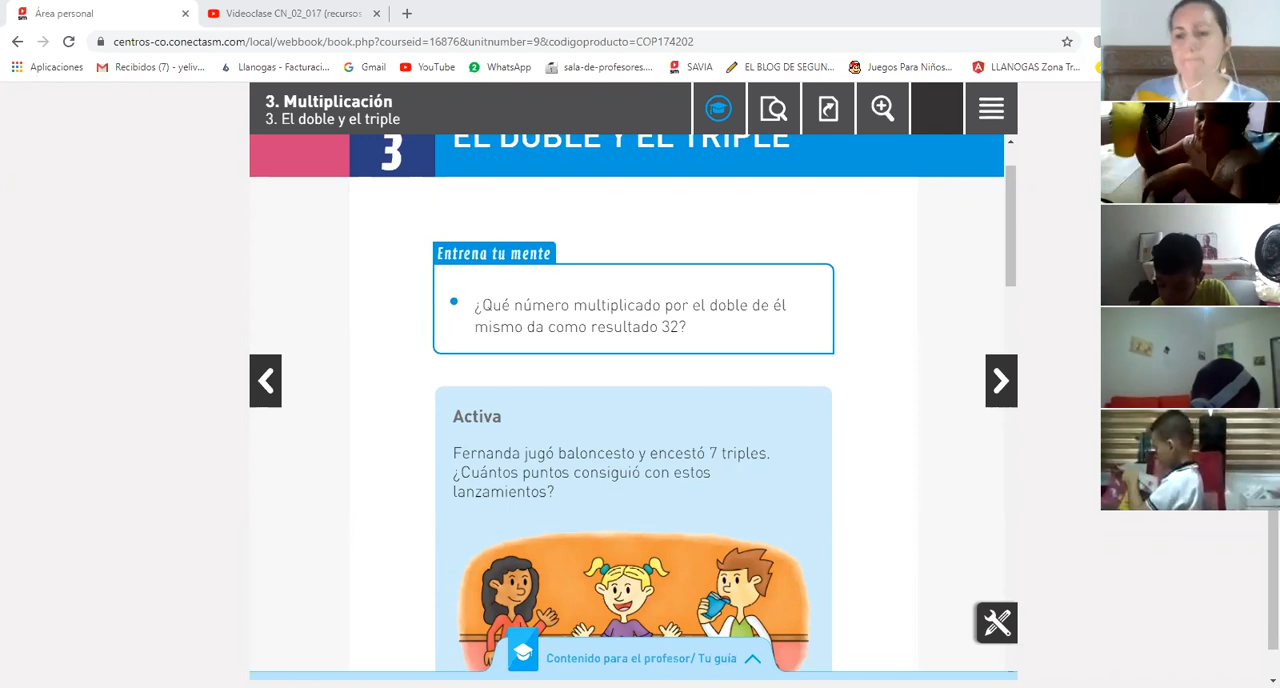 Área personal
Videoclase CN_02_017 (recursos
centros-co.conectasm.com/local/webbook/book.php?courseid=16876&unitnumber=9&codigoproducto=COP174202
Aplicaciones
Recibidos (7) - yeliv...
Llanogas - Facturaci...
Gmail
YouTube
WhatsApp
sala-de-profesores....
SAVIA
EL BLOG DE SEGUN...
Juegos Para Niños...
LLANOGAS Zona Tr...
3. Multiplicación
3. El doble y el triple
3
EL DOBLE Y EL TRIPLE
Entrena tu mente
¿Qué número multiplicado por el doble de él
mismo da como resultado 32?
Activa
Fernanda jugó baloncesto y encestó 7 triples.
¿Cuántos puntos consiguió con estos
lanzamientos?
Contenido para el profesor/ Tu guía